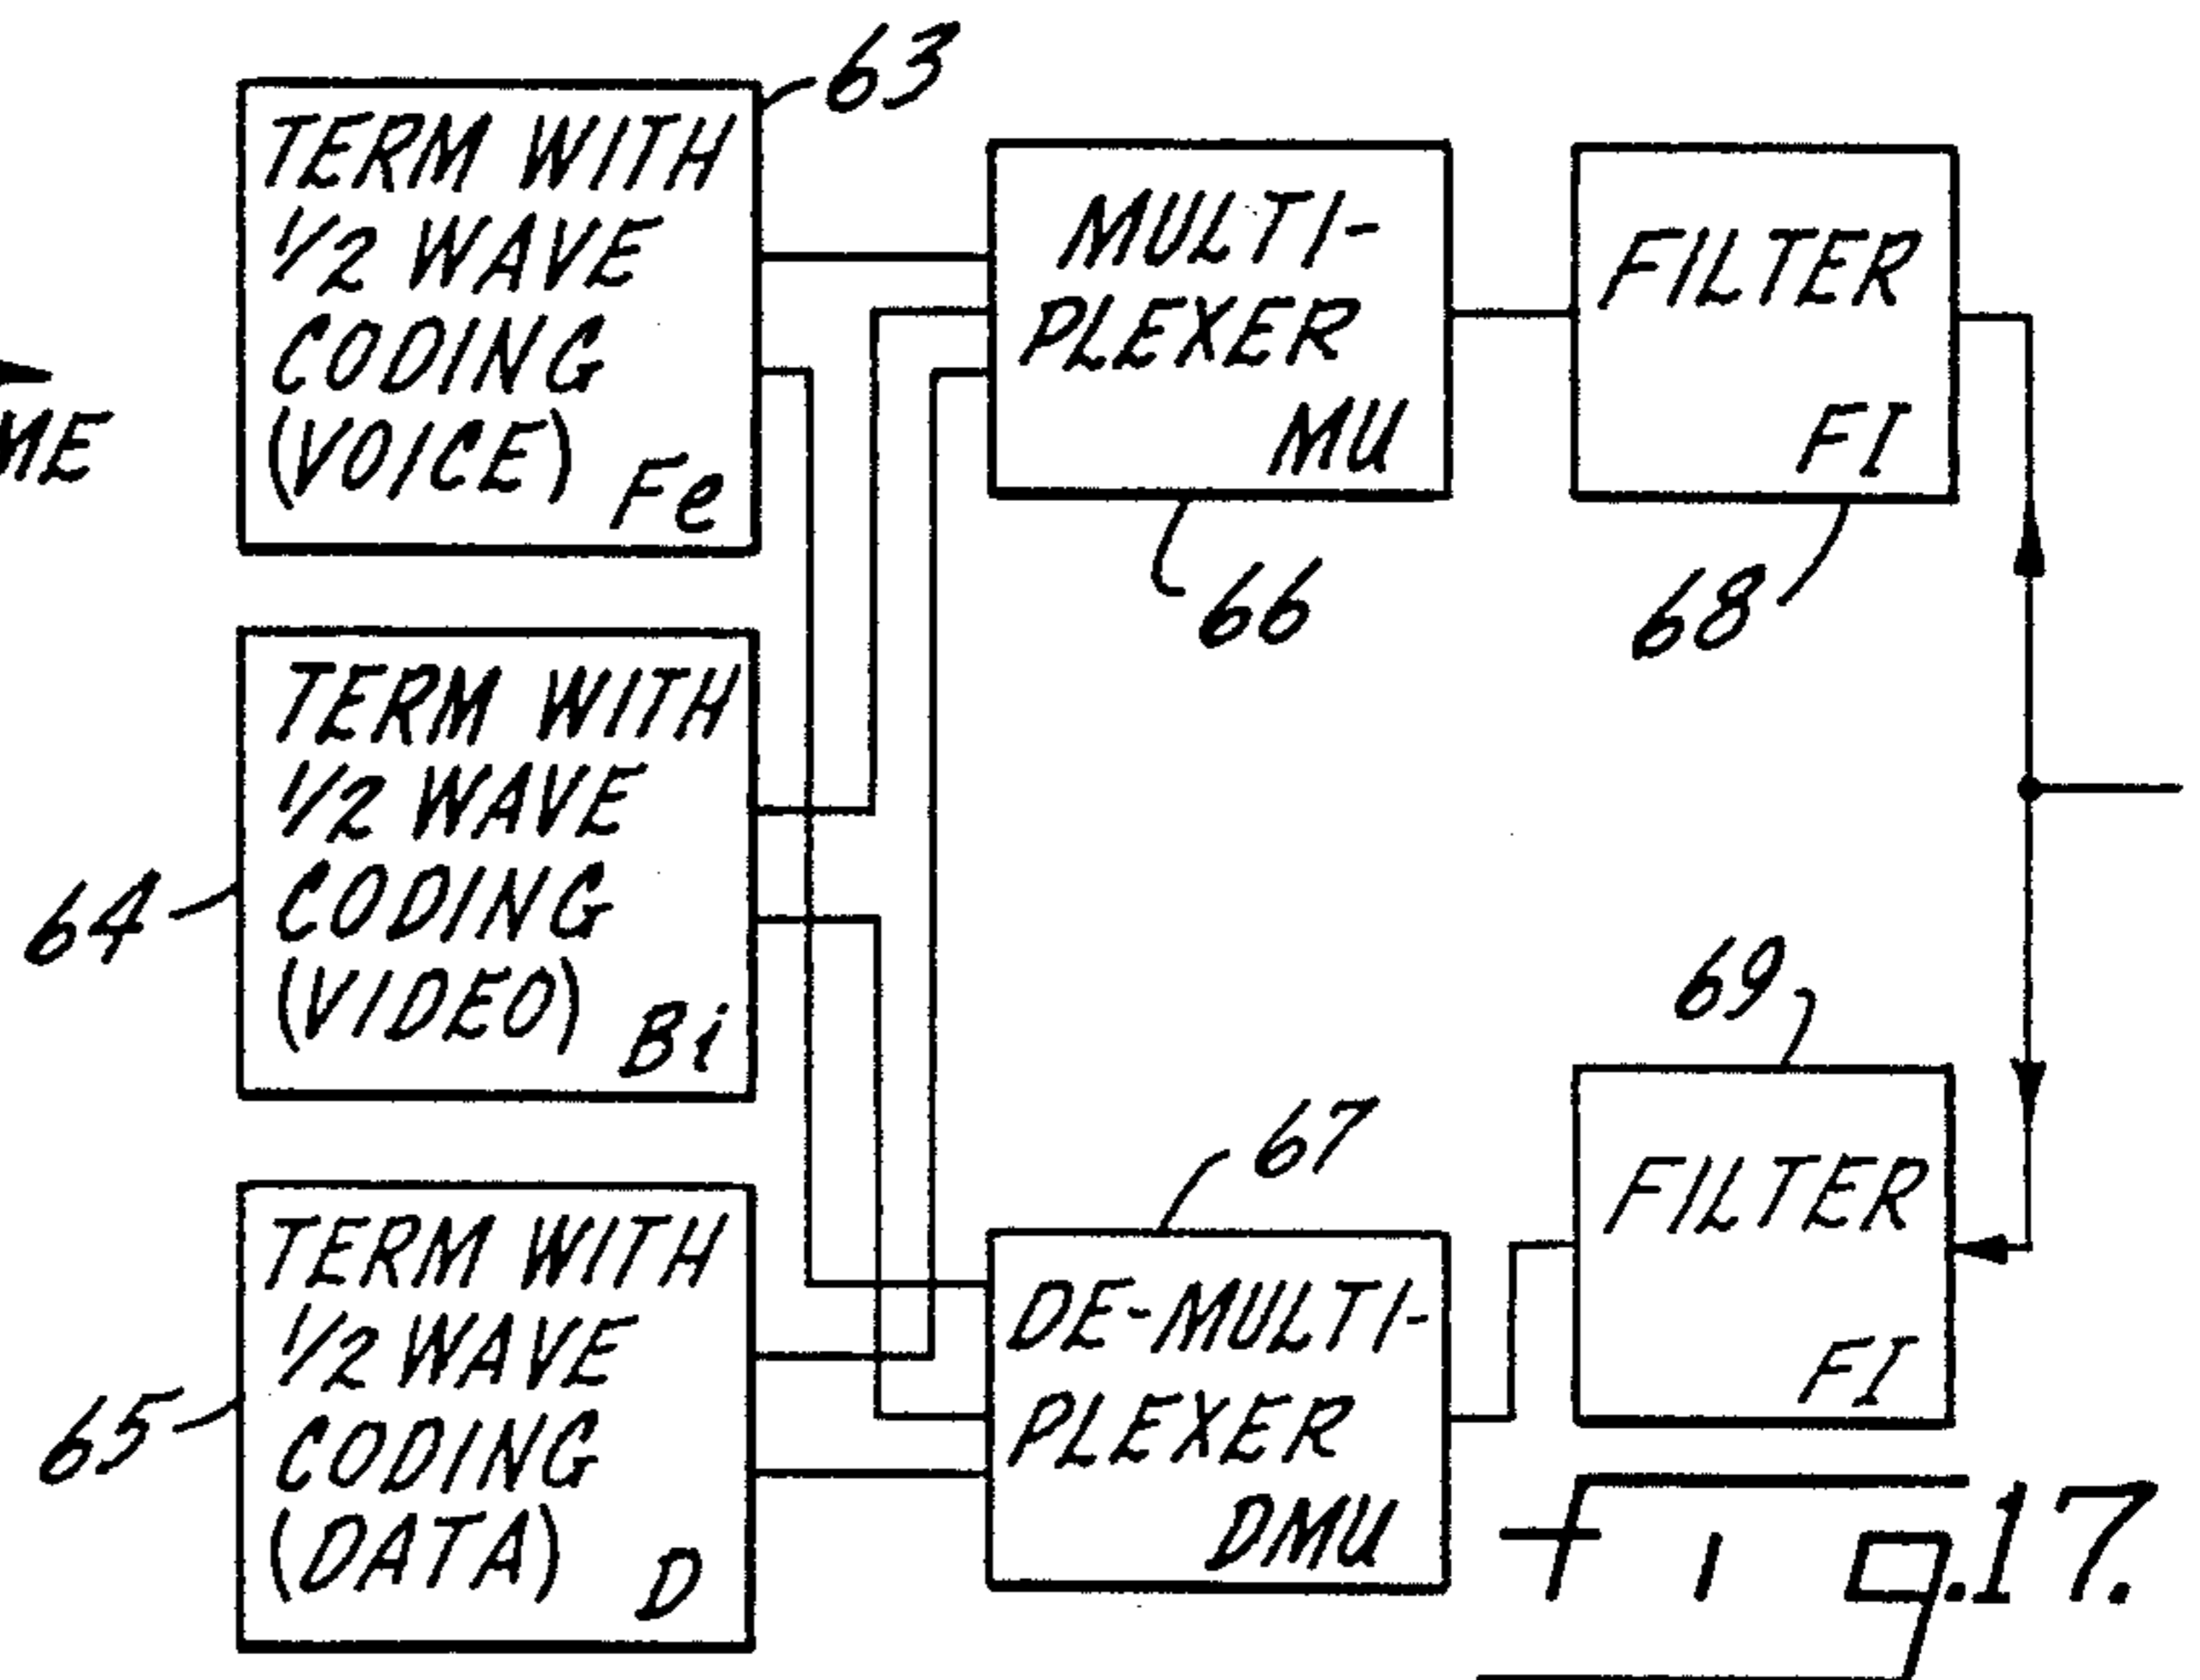 63
TERM WITH
1/2 WAVE
CODING
(VOICE) Fe
MULTI-
PLEXER
MU
66
FILTER
FI
68
ME
TERM WITH
1/2 WAVE
CODING
(VIDEO) Bi
64
TERM WITH
1/2 WAVE
CODING
(DATA) D
65
67
DE-MULTI-
PLEXER
DMU
69
FILTER
FI
Fig.17.